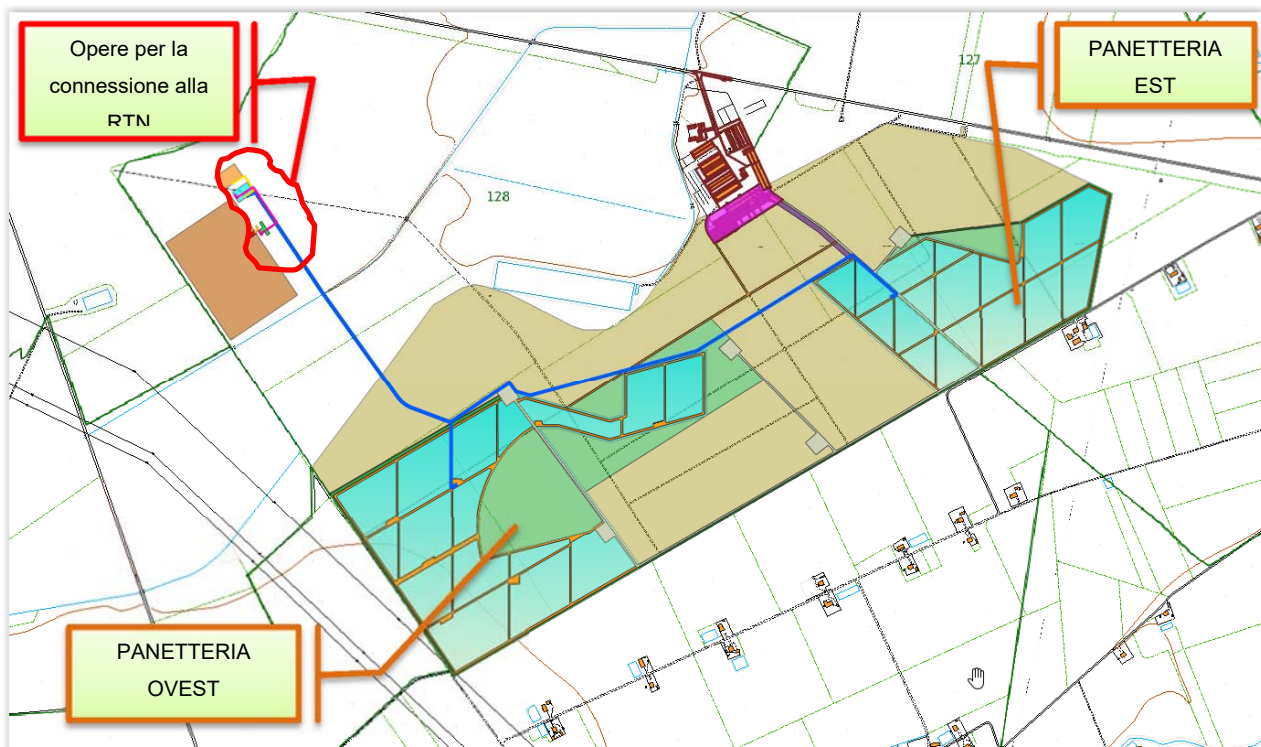 Opere per la
connessione alla
RTN
PANETTERIA
EST
127
128
PANETTERIA
OVEST